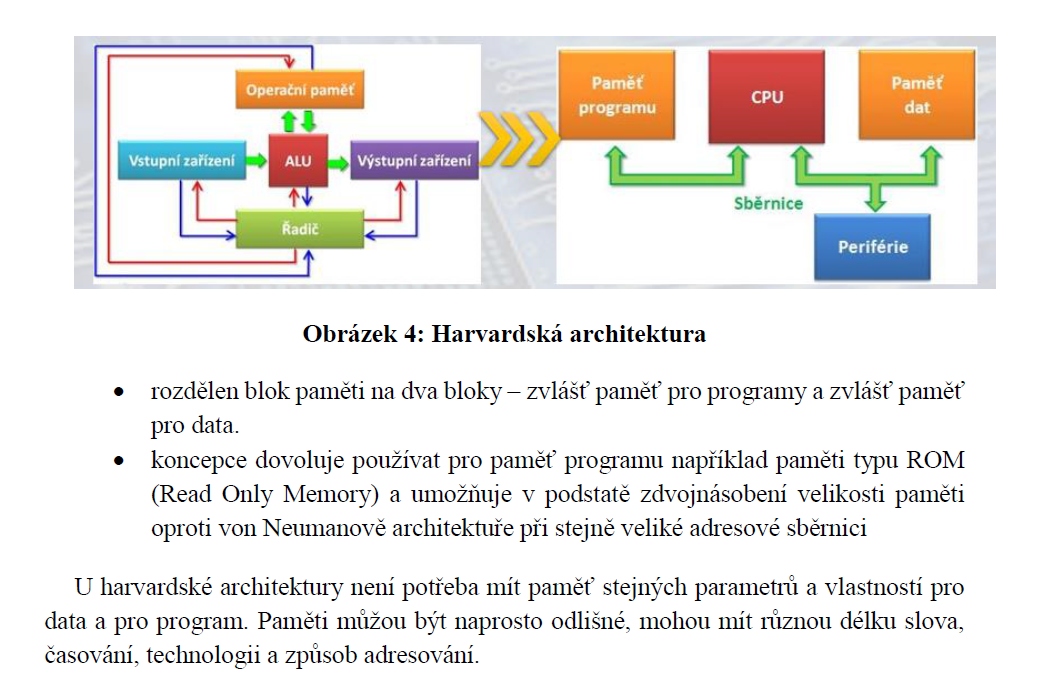 Operační paměť
Vstupní zařízení
ALU
Výstupní zařízení
Řadič
Paměť
programu
CPU
Paměť
dat
Sběrnice
Periférie
Obrázek 4: Harvardská architektura
• rozdělen blok paměti na dva bloky – zvlášť paměť pro programy a zvlášť paměť
pro data.
• koncepce dovoluje používat pro paměť programu například paměti typu ROM
(Read Only Memory) a umožňuje v podstatě zdvojnásobení velikosti paměti
oproti von Neumanově architektuře při stejně veliké adresové sběrnici
U harvardské architektury není potřeba mít paměť stejných parametrů a vlastností pro
data a pro program. Paměti můžou být naprosto odlišné, mohou mít různou délku slova,
časování, technologii a způsob adresování.